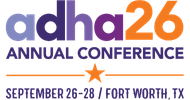 adha26
ANNUAL CONFERENCE
SEPTEMBER 26-28 / FORT WORTH, TX